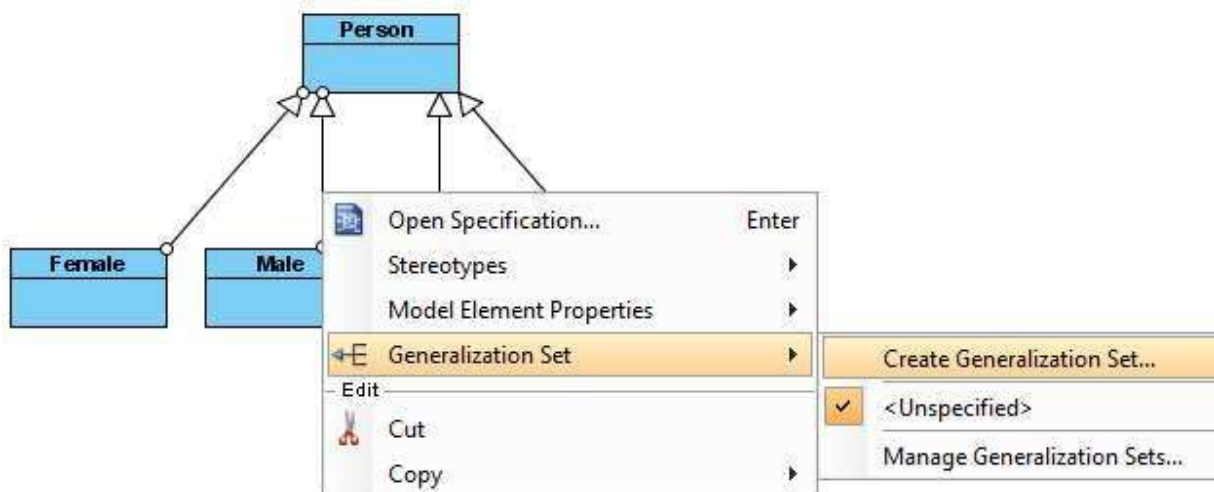 Person
Female
Male
Open Specification... Enter
Stereotypes
Model Element Properties
Generalization Set
Create Generalization Set...
Edit
<Unspecified>
Cut
Manage Generalization Sets...
Copy